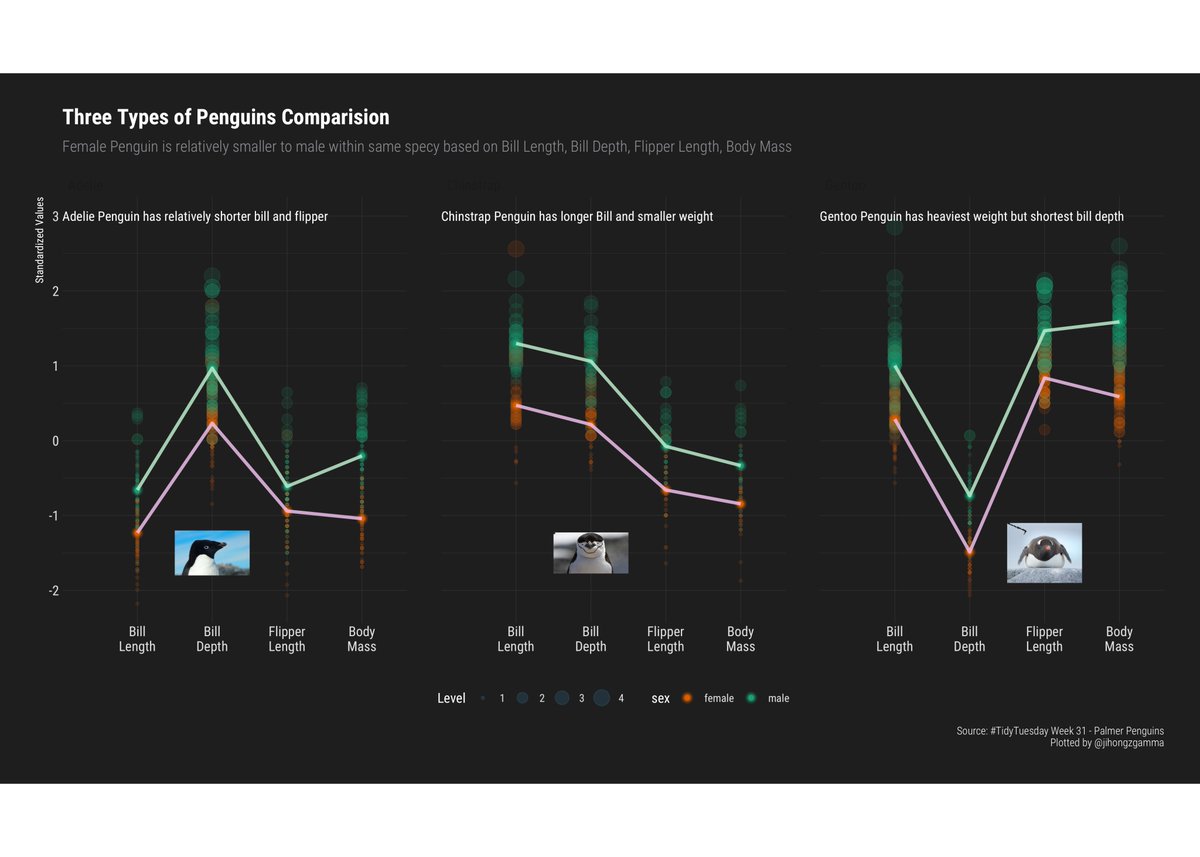 Three Types of Penguins Comparision
Female Penguin is relatively smaller to male within same specy based on Bill Length, Bill Depth, Flipper Length, Body Mass
Adelie
Chinstrap
Gentoo
Standardized Values
3
2
1
0
-1
-2
Adelie Penguin has relatively shorter bill and flipper
Chinstrap Penguin has longer Bill and smaller weight
Gentoo Penguin has heaviest weight but shortest bill depth
Bill
Length
Bill
Depth
Flipper
Length
Body
Mass
Bill
Length
Bill
Depth
Flipper
Length
Body
Mass
Bill
Length
Bill
Depth
Flipper
Length
Body
Mass
Level 1 2 3 4 sex female male
Source: #TidyTuesday Week 31 - Palmer Penguins
Plotted by @jihongzgamma